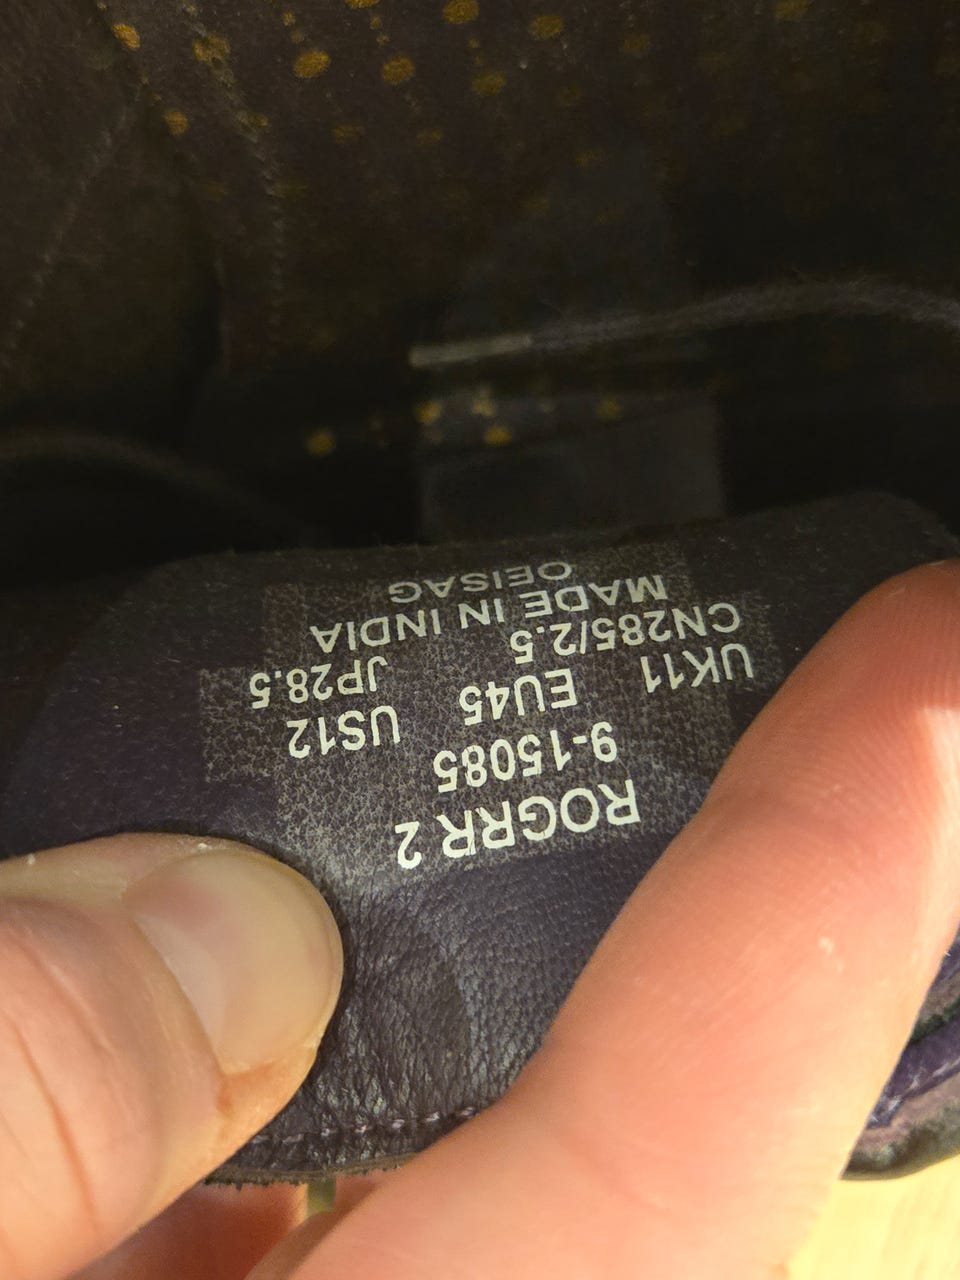 ROGRR 2
9-15085
UK11 EU45 US12
CN285/2.5 JP28.5
MADE IN INDIA
OEISAG